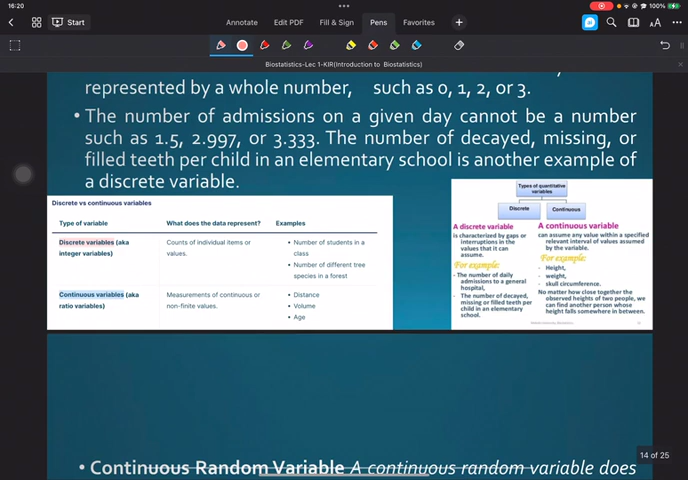 16:20
100%
Start
Annotate
Edit PDF
Fill & Sign
Pens
Favorites
AA
Biostatistics-Lec 1-KIR(Introduction to Biostatistics)
represented by a whole number, such as 0, 1, 2, or 3.
• The number of admissions on a given day cannot be a number
such as 1.5, 2.997, or 3.333. The number of decayed, missing, or
filled teeth per child in an elementary school is another example of
a discrete variable.
Discrete vs continuous variables
Type of variable
What does the data represent?
Examples
Discrete variables (aka
integer variables)
Counts of individual items or
values.
• Number of students in a
class
• Number of different tree
species in a forest
Continuous variables (aka
ratio variables)
Measurements of continuous or
non-finite values.
• Distance
• Volume
• Age
Types of quantitative
variables
Discrete
Continuous
A discrete variable
is characterized by gaps or
interruptions in the
values that it can
assume.
For example:
- The number of daily
admissions to a general
hospital,
- The number of decayed,
missing or filled teeth per
child in an elementary
school.
A continuous variable
can assume any value within a specified
relevant interval of values assumed
by the variable.
For example:
- Height,
- weight,
- skull circumference.
No matter how close together the
observed heights of two people, we
can find another person whose
height falls somewhere in between.
14 of 25
• Continuous Random Variable A continuous random variable does